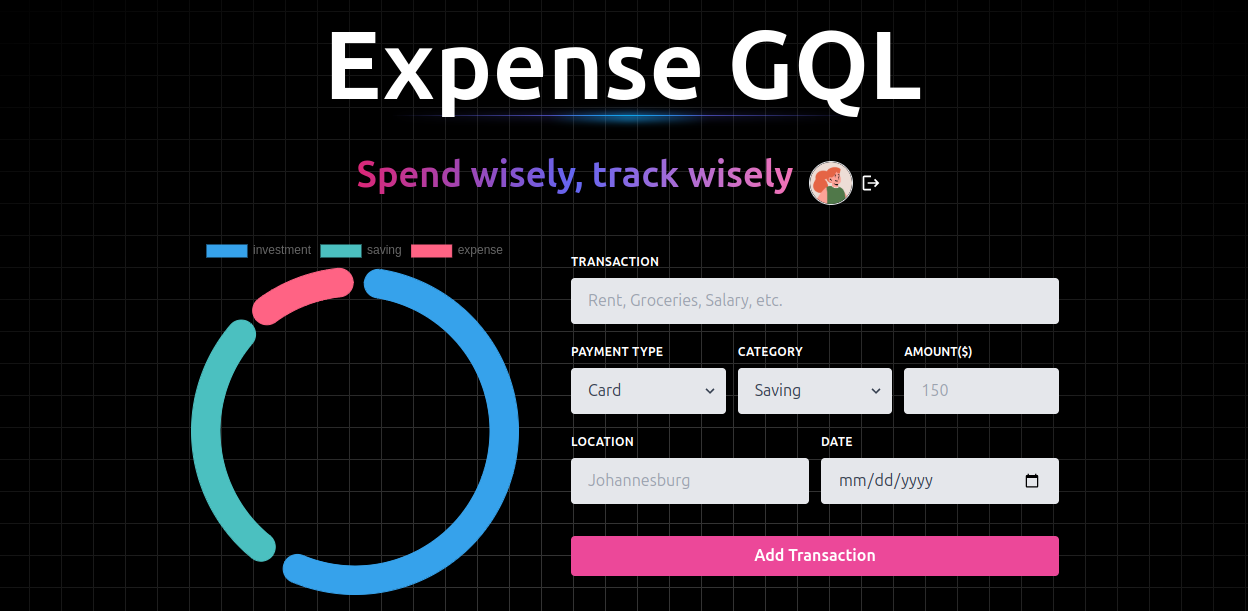 Expense GQL
Spend wisely, track wisely
investment saving expense
TRANSACTION
Rent, Groceries, Salary, etc.
PAYMENT TYPE CATEGORY AMOUNT($)
Card Saving 150
LOCATION DATE
Johannesburg mm/dd/yyyy
Add Transaction